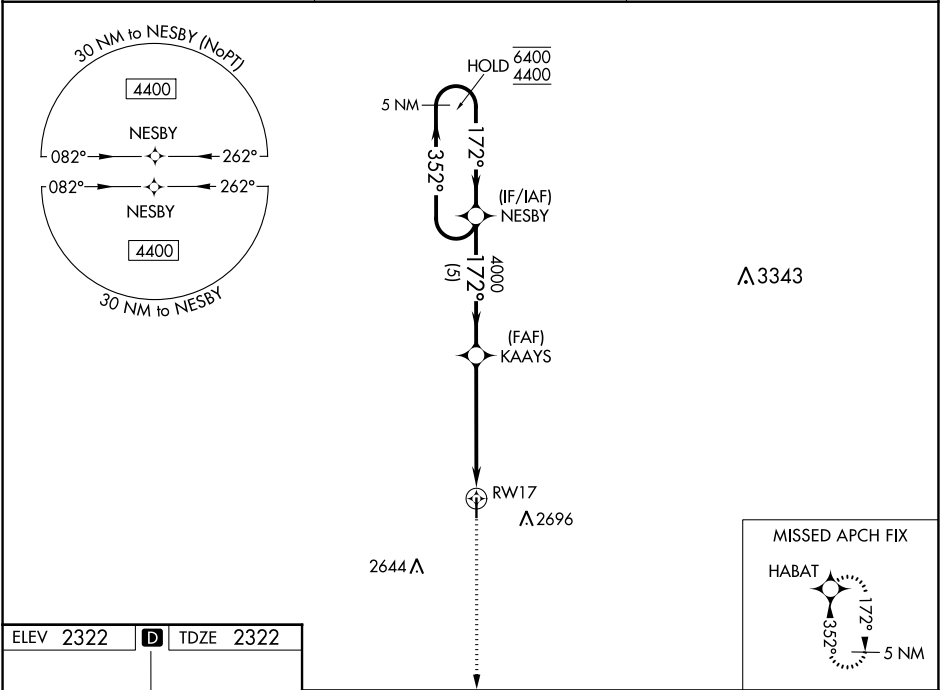 30 NM to NESBY (NoPT)
4400
NESBY
082° 262°
082° 262°
NESBY
4400
30 NM to NESBY
HOLD 6400
4400
5 NM
172°
352°
(IF/IAF)
NESBY
4000
172°
(5)
3343
(FAF)
KAAYS
RW17
2696
2644
MISSED APCH FIX
HABAT
172°
352°
5 NM
ELEV 2322 D TDZE 2322